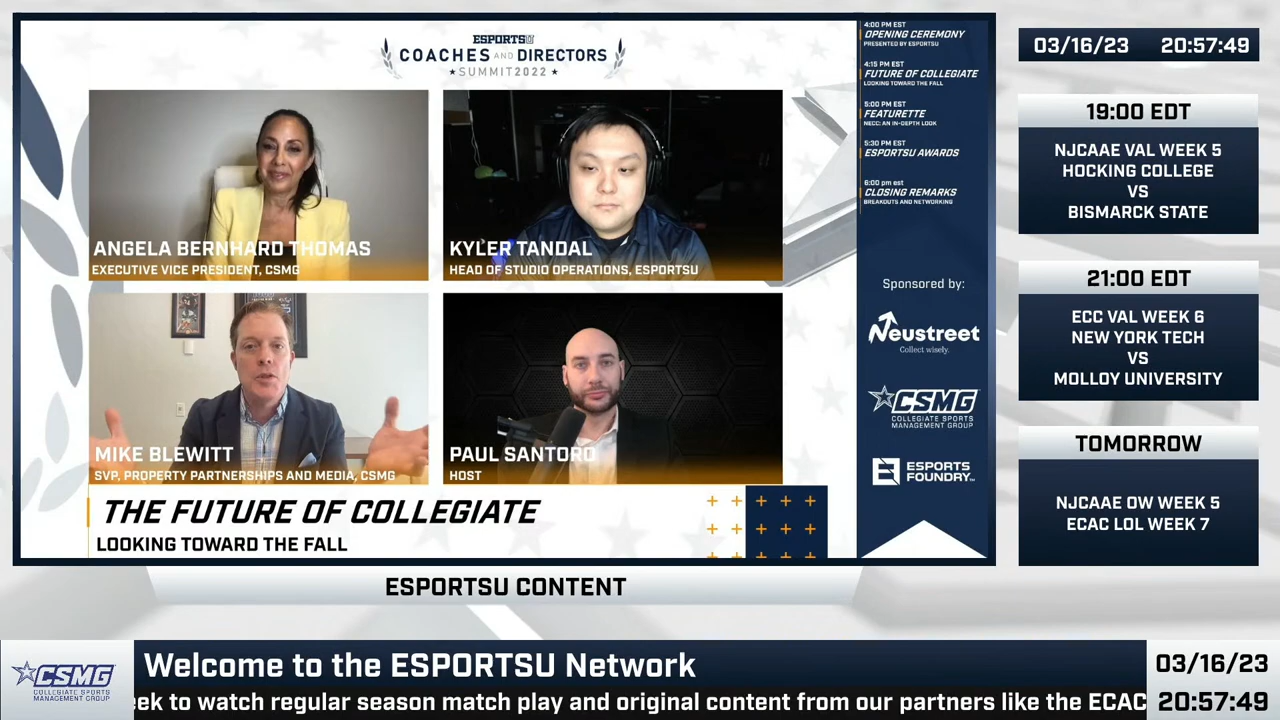 ESPORTSU
COACHES AND DIRECTORS
SUMMIT2022
ANGELA BERNHARD THOMAS
EXECUTIVE VICE PRESIDENT, CSMG
KYLER TANDAL
HEAD OF STUDIO OPERATIONS, ESPORTSU
MIKE BLEWITT
SVP, PROPERTY PARTNERSHIPS AND MEDIA, CSMG
PAUL SANTORO
HOST
THE FUTURE OF COLLEGIATE
LOOKING TOWARD THE FALL
4:00 PM EST
OPENING CEREMONY
PRESENTED BY ESPORTSU
4:15 PM EST
FUTURE OF COLLEGIATE
LOOKING TOWARD THE FALL
5:00 PM EST
FEATURETTE
NECC: AN IN-DEPTH LOOK
5:30 PM EST
ESPORTSU AWARDS
6:00 pm est
CLOSING REMARKS
BREAKOUTS AND NETWORKING
Sponsored by:
Neustreet
Collect wisely.
CSMG
COLLEGIATE SPORTS
MANAGEMENT GROUP
ESPORTS
FOUNDRY
03/16/23 20:57:49
19:00 EDT
NJCAAE VAL WEEK 5
HOCKING COLLEGE
VS
BISMARCK STATE
21:00 EDT
ECC VAL WEEK 6
NEW YORK TECH
VS
MOLLOY UNIVERSITY
TOMORROW
NJCAAE OW WEEK 5
ECAC LOL WEEK 7
ESPORTSU CONTENT
CSMG
COLLEGIATE SPORTS
MANAGEMENT GROUP
Welcome to the ESPORTSU Network
eek to watch regular season match play and original content from our partners like the ECAC
03/16/23
20:57:49